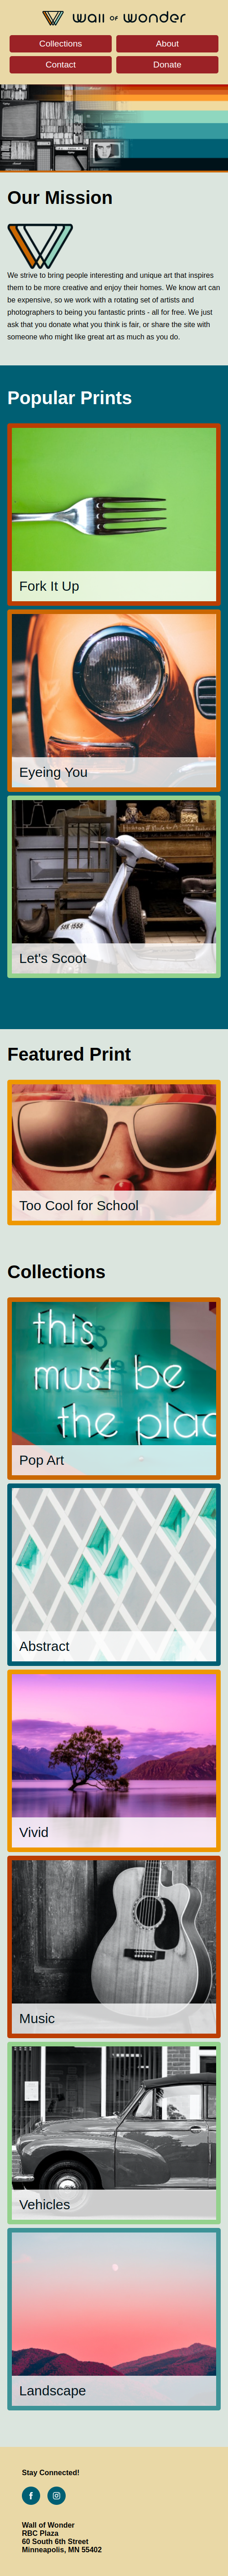 wall of wonder
Collections
About
Contact
Donate
Our Mission
We strive to bring people interesting and unique art that inspires
them to be more creative and enjoy their homes. We know art can
be expensive, so we work with a rotating set of artists and
photographers to being you fantastic prints - all for free. We just
ask that you donate what you think is fair, or share the site with
someone who might like great art as much as you do.
Popular Prints
Fork It Up
Eyeing You
Let's Scoot
Featured Print
Too Cool for School
Collections
this
must be
the plac
Pop Art
Abstract
Vivid
Music
Vehicles
Landscape
Stay Connected!
Wall of Wonder
RBC Plaza
60 South 6th Street
Minneapolis, MN 55402